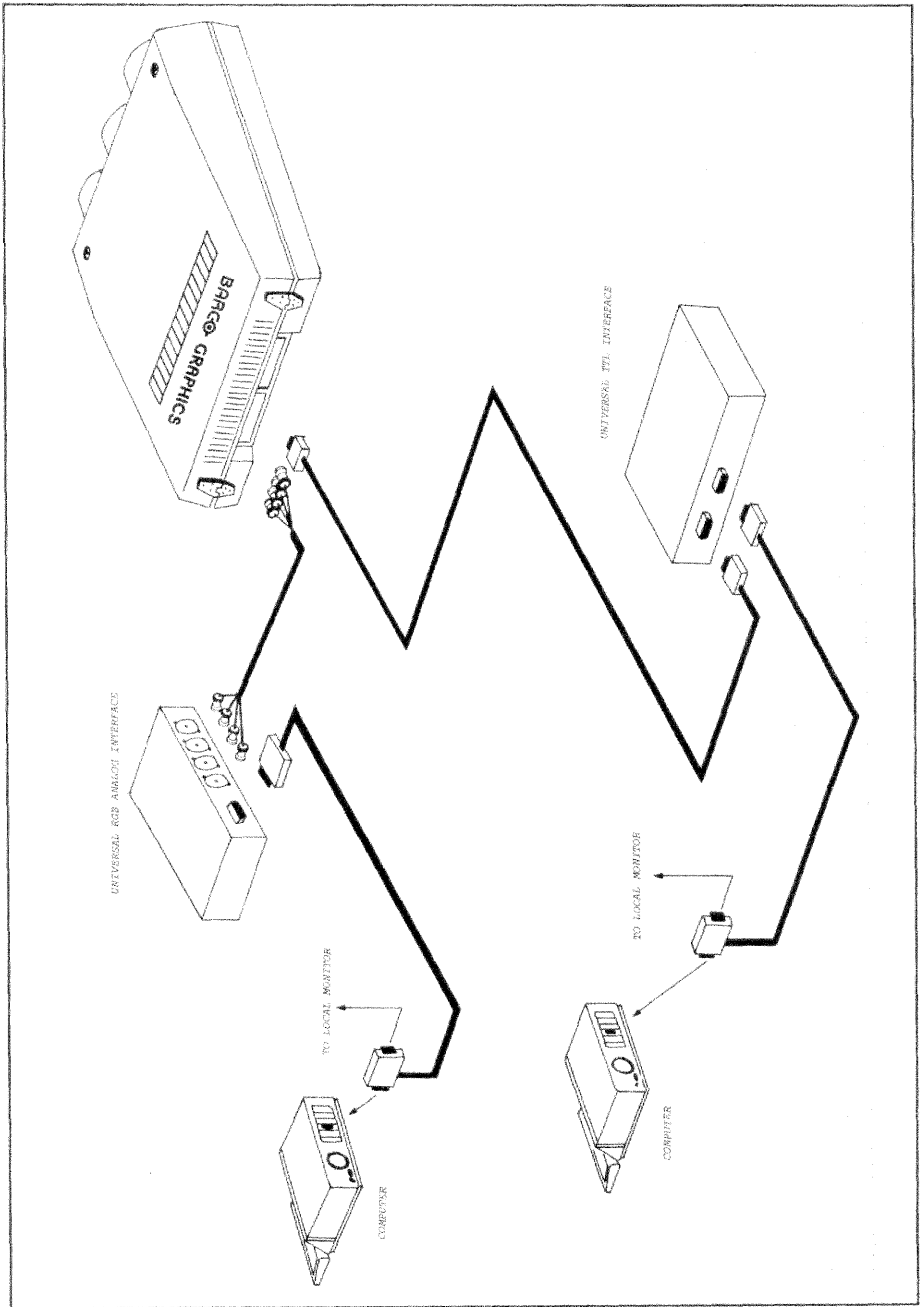 BARCO GRAPHICS
UNIVERSAL TTL INTERFACE
UNIVERSAL RGB ANALOG INTERFACE
TO LOCAL MONITOR
TO LOCAL MONITOR
COMPUTER
COMPUTER